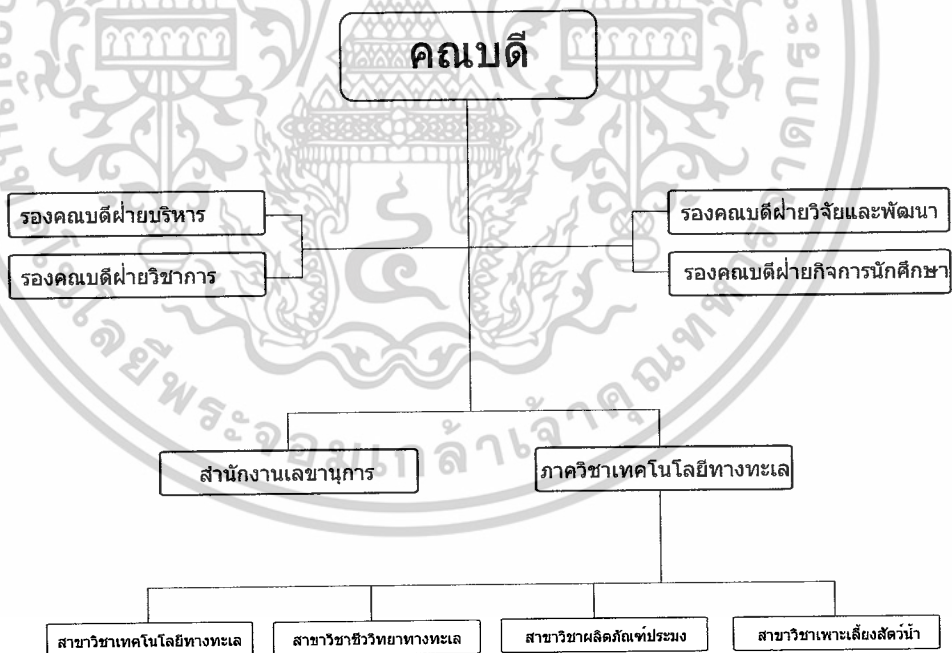 คณบดี
รองคณบดีฝ่ายบริหาร
รองคณบดีฝ่ายวิจัยและพัฒนา
รองคณบดีฝ่ายวิชาการ
รองคณบดีฝ่ายกิจการนักศึกษา
สำนักงานเลขานุการ
ภาควิชาเทคโนโลยีทางทะเล
สาขาวิชาเทคโนโลยีทางทะเล
สาขาวิชาชีววิทยาทางทะเล
สาขาวิชาผลิตภัณฑ์ประมง
สาขาวิชาเพาะเลี้ยงสัตว์น้ำ